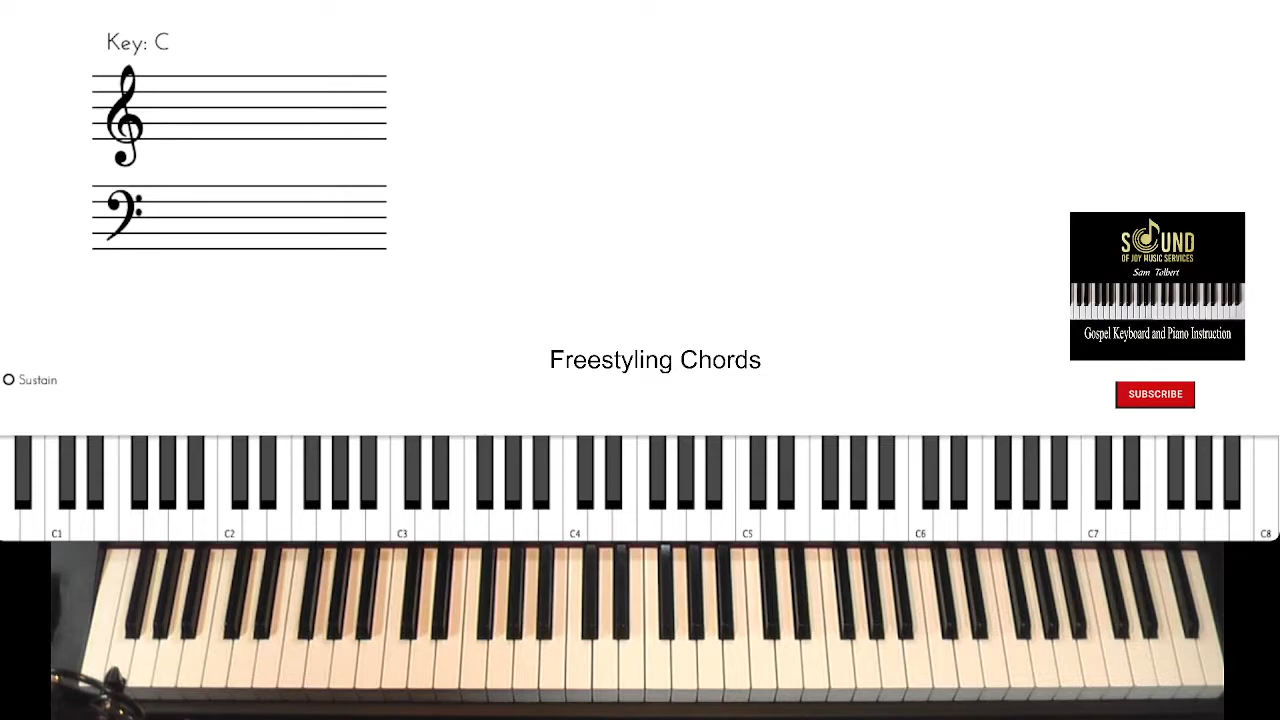 Key: C
SOUND
OF JOY MUSIC SERVICES
Sam Tolbert
Gospel Keyboard and Piano Instruction
Freestyling Chords
Sustain
SUBSCRIBE
C1 C2 C3 C4 C5 C6 C7 C8